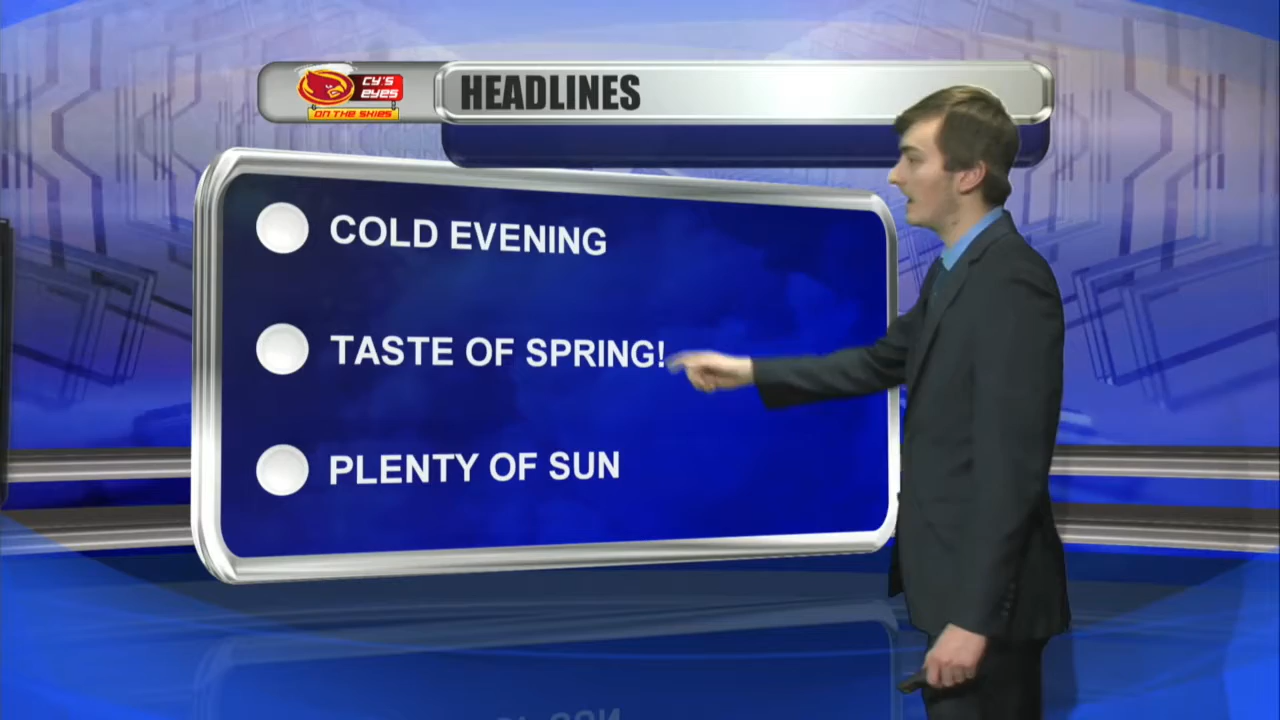 CY'S
eyes
ON THE SKIES
HEADLINES
COLD EVENING
TASTE OF SPRING!
PLENTY OF SUN